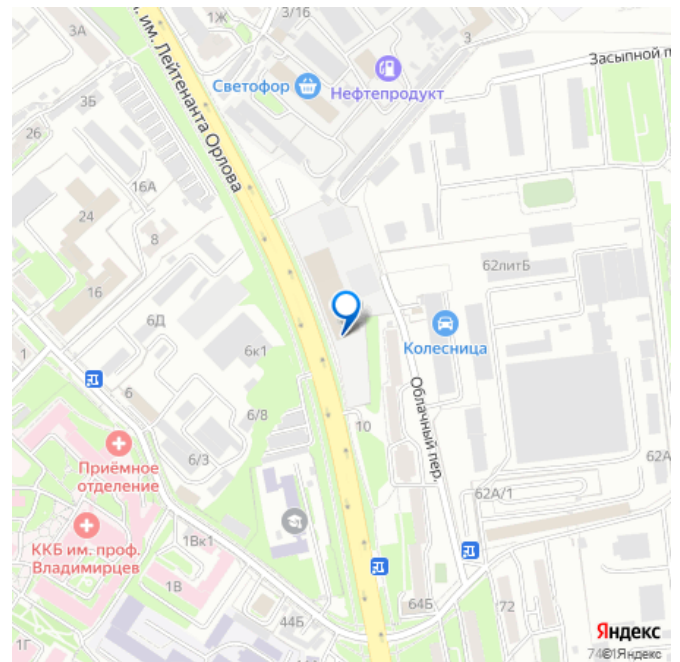 1Ж
3/16
3А
3
Засыпной п
. им. Лейтенанта Орлова
Светофор
Нефтепродукт
3Б
26
16А
24
8
62литБ
16
6Д
Колесница
6к1
1
6
Облачный пер.
6/8
10
Приёмное
отделение
6/3
62А
62А/1
ККБ им. проф.
Владимирцев
1Вк1
1В
44Б
64Б
72
1Г
Яндекс
© Яндекс